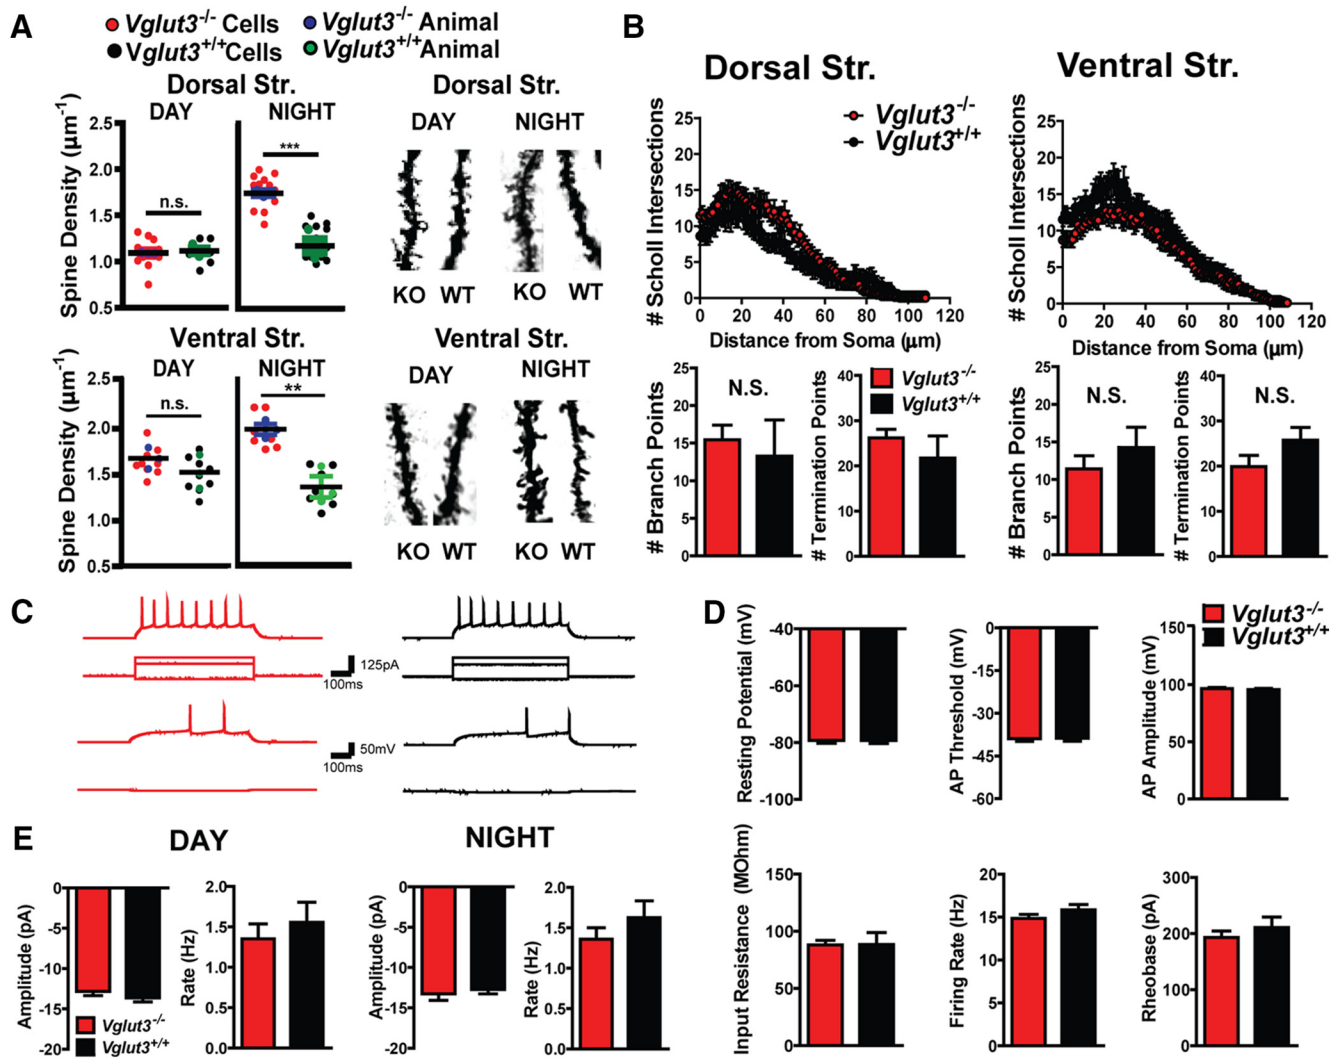 A
Vglut3-/- Cells
Vglut3-/- Animal
Vglut3+/+Cells
Vglut3+/+Animal
Dorsal Str.
DAY
NIGHT
Spine Density (µm-1)
2.5
2.0
1.5
1.0
0.5
n.s.
***
Dorsal Str.
DAY
NIGHT
KO
WT
KO
WT
Ventral Str.
DAY
NIGHT
Spine Density (µm-1)
2.5
2.0
1.5
1.0
0.5
n.s.
**
Ventral Str.
DAY
NIGHT
KO
WT
KO
WT
B
Dorsal Str.
# Scholl Intersections
25
20
15
10
5
0
Vglut3-/-
Vglut3+/+
0
20
40
60
80
100
120
Distance from Soma (µm)
Ventral Str.
# Scholl Intersections
25
20
15
10
5
0
0
20
40
60
80
100
120
Distance from Soma (µm)
# Branch Points
20
15
10
5
0
N.S.
# Termination Points
40
30
20
10
0
Vglut3-/-
Vglut3+/+
# Branch Points
20
15
10
5
0
N.S.
# Termination Points
40
30
20
10
0
N.S.
C
125pA
100ms
50mV
100ms
D
Resting Potential (mV)
-40
-60
-80
-100
AP Threshold (mV)
0
-15
-30
-45
-60
AP Amplitude (mV)
150
100
50
0
Vglut3-/-
Vglut3+/+
Input Resistance (MOhm)
150
100
50
0
Firing Rate (Hz)
20
15
10
5
0
Rheobase (pA)
300
200
100
0
E
DAY
Amplitude (pA)
0
-5
-10
-15
-20
Vglut3-/-
Vglut3+/+
Rate (Hz)
2.0
1.5
1.0
0.5
0.0
NIGHT
Amplitude (pA)
0
-5
-10
-15
-20
Rate (Hz)
2.0
1.5
1.0
0.5
0.0